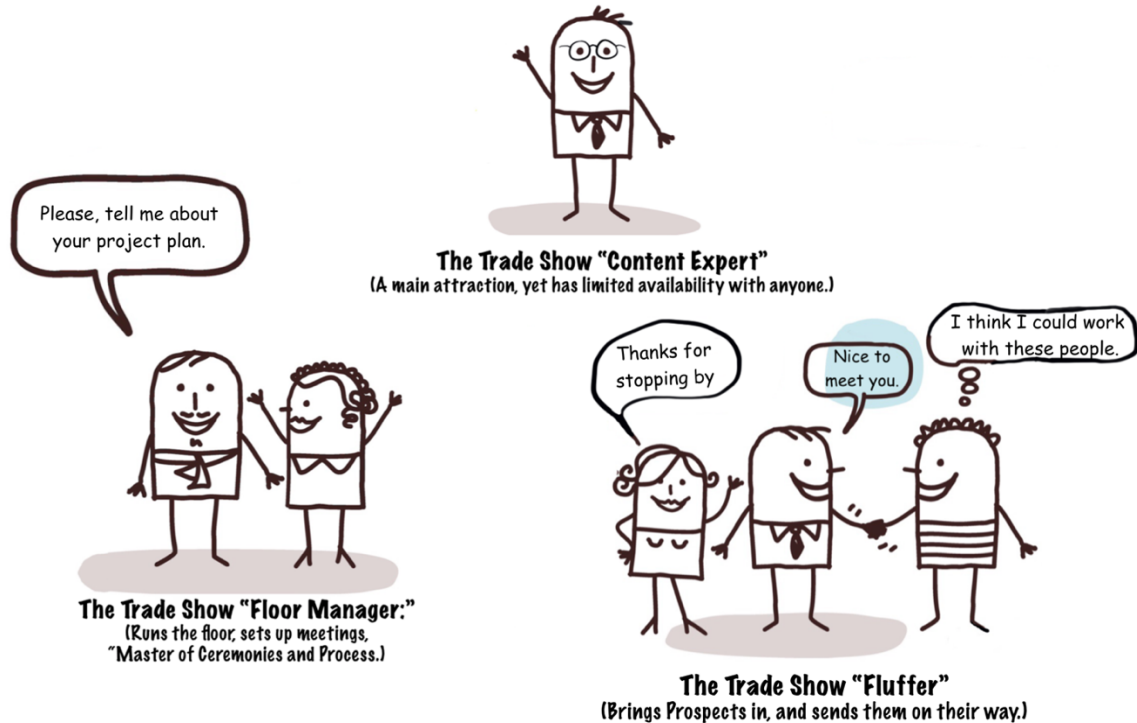 The Trade Show “Content Expert”
(A main attraction, yet has limited availability with anyone.)
Please, tell me about
your project plan.
The Trade Show “Floor Manager:”
(Runs the floor, sets up meetings,
“Master of Ceremonies and Process.)
Thanks for
stopping by
Nice to
meet you.
I think I could work
with these people.
The Trade Show “Fluffer”
(Brings Prospects in, and sends them on their way.)